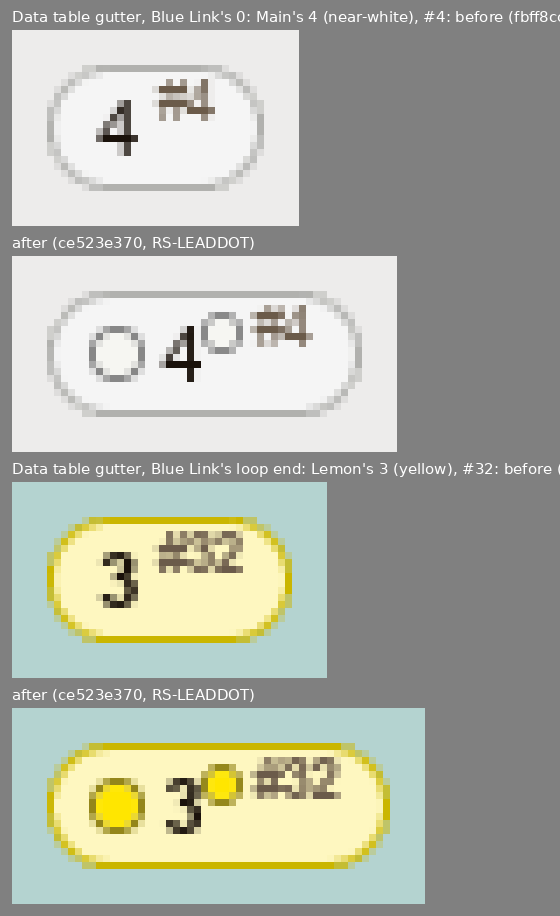 Data table gutter, Blue Link's 0: Main's 4 (near-white), #4: before (fbff8c
4 #4
after (ce523e370, RS-LEADDOT)
4 #4
Data table gutter, Blue Link's loop end: Lemon's 3 (yellow), #32: before (
3 #32
after (ce523e370, RS-LEADDOT)
3 #32